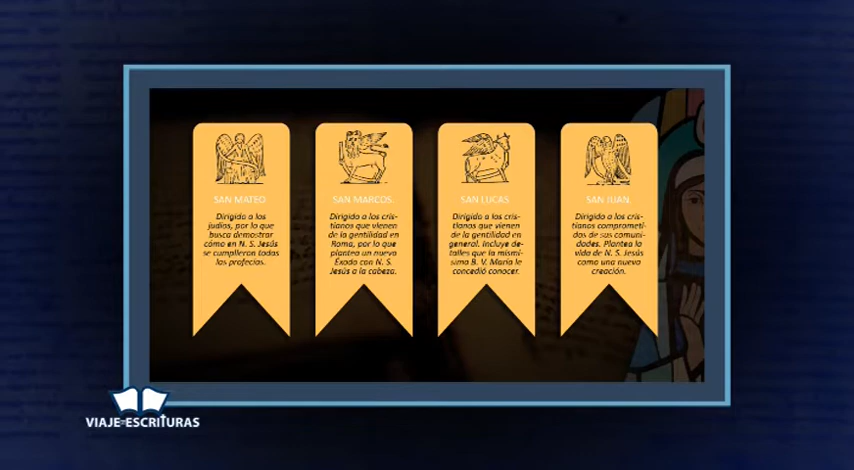 SAN MATEO
Dirigido a los
judíos, por lo que
busca demostrar
cómo en N. S. Jesús
se cumplieron todas
las profecías.
SAN MARCOS.
Dirigido a los cris-
tianos que vienen
de la gentilidad en
Roma, por lo que
plantea un nuevo
Éxodo con N. S.
Jesús a la cabeza.
SAN LUCAS
Dirigido a los cris-
tianos que vienen
de la gentilidad en
general. Incluye de-
talles que la mismí-
sima B. V. María le
concedió conocer.
SAN JUAN.
Dirigido a los cris-
tianos comprometi-
dos de sus comuni-
dades. Plantea la
vida de N. S. Jesús
como una nueva
creación.
VIAJE DE ESCRITURAS